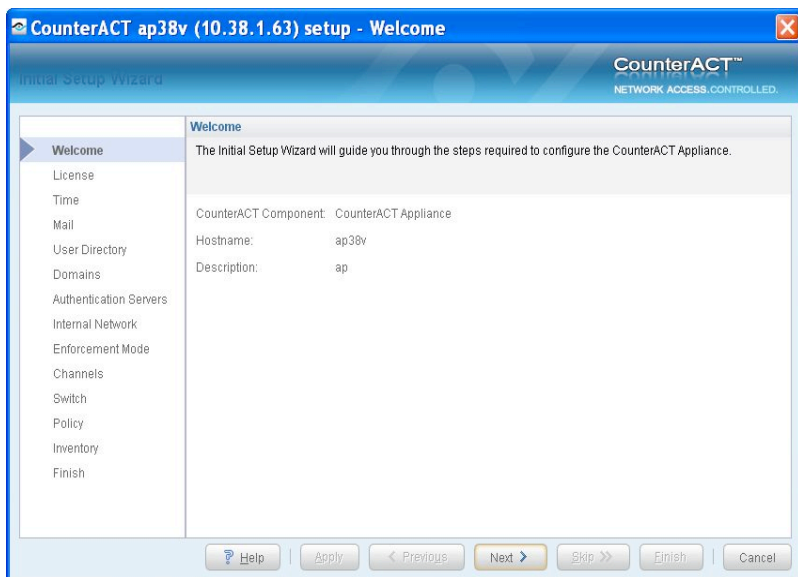 CounterACT ap38v (10.38.1.63) setup - Welcome
Initial Setup Wizard
CounterACT™
NETWORK ACCESS.CONTROLLED.
Welcome
License
Time
Mail
User Directory
Domains
Authentication Servers
Internal Network
Enforcement Mode
Channels
Switch
Policy
Inventory
Finish
Welcome
The Initial Setup Wizard will guide you through the steps required to configure the CounterACT Appliance.
CounterACT Component: CounterACT Appliance
Hostname: ap38v
Description: ap
? Help
Apply
< Previous
Next >
Skip >>
Finish
Cancel